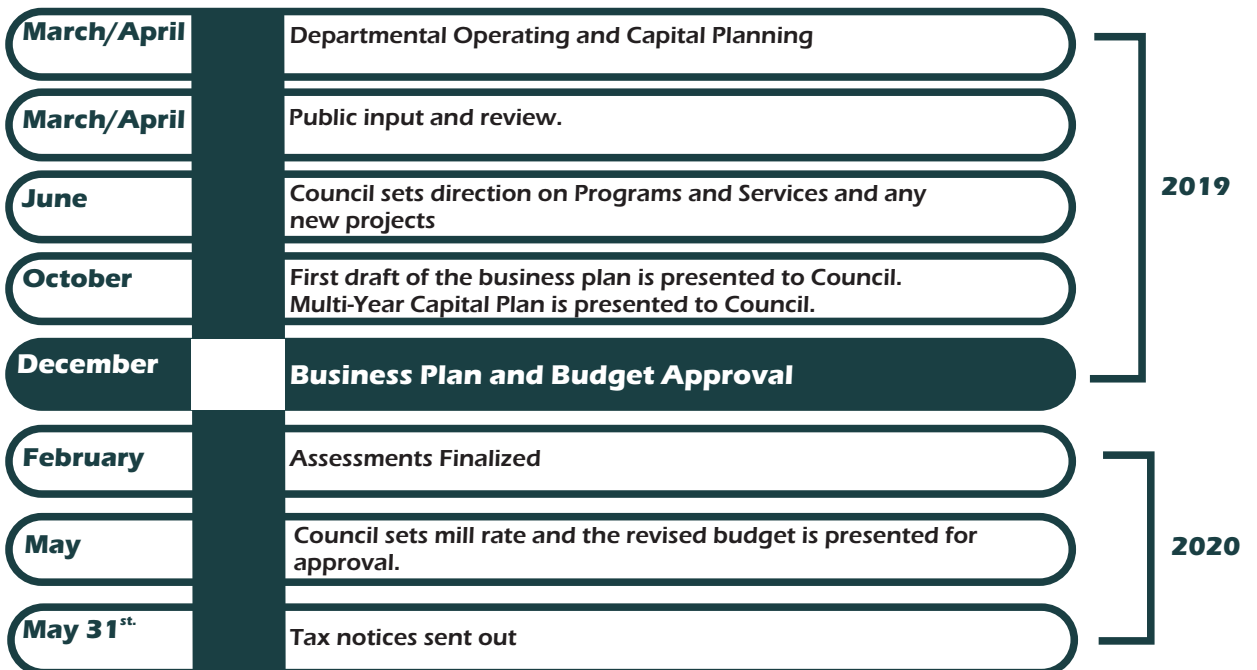 March/April
Departmental Operating and Capital Planning
March/April
Public input and review.
June
Council sets direction on Programs and Services and any
new projects
2019
October
First draft of the business plan is presented to Council.
Multi-Year Capital Plan is presented to Council.
December
Business Plan and Budget Approval
February
Assessments Finalized
May
Council sets mill rate and the revised budget is presented for
approval.
2020
May 31st.
Tax notices sent out